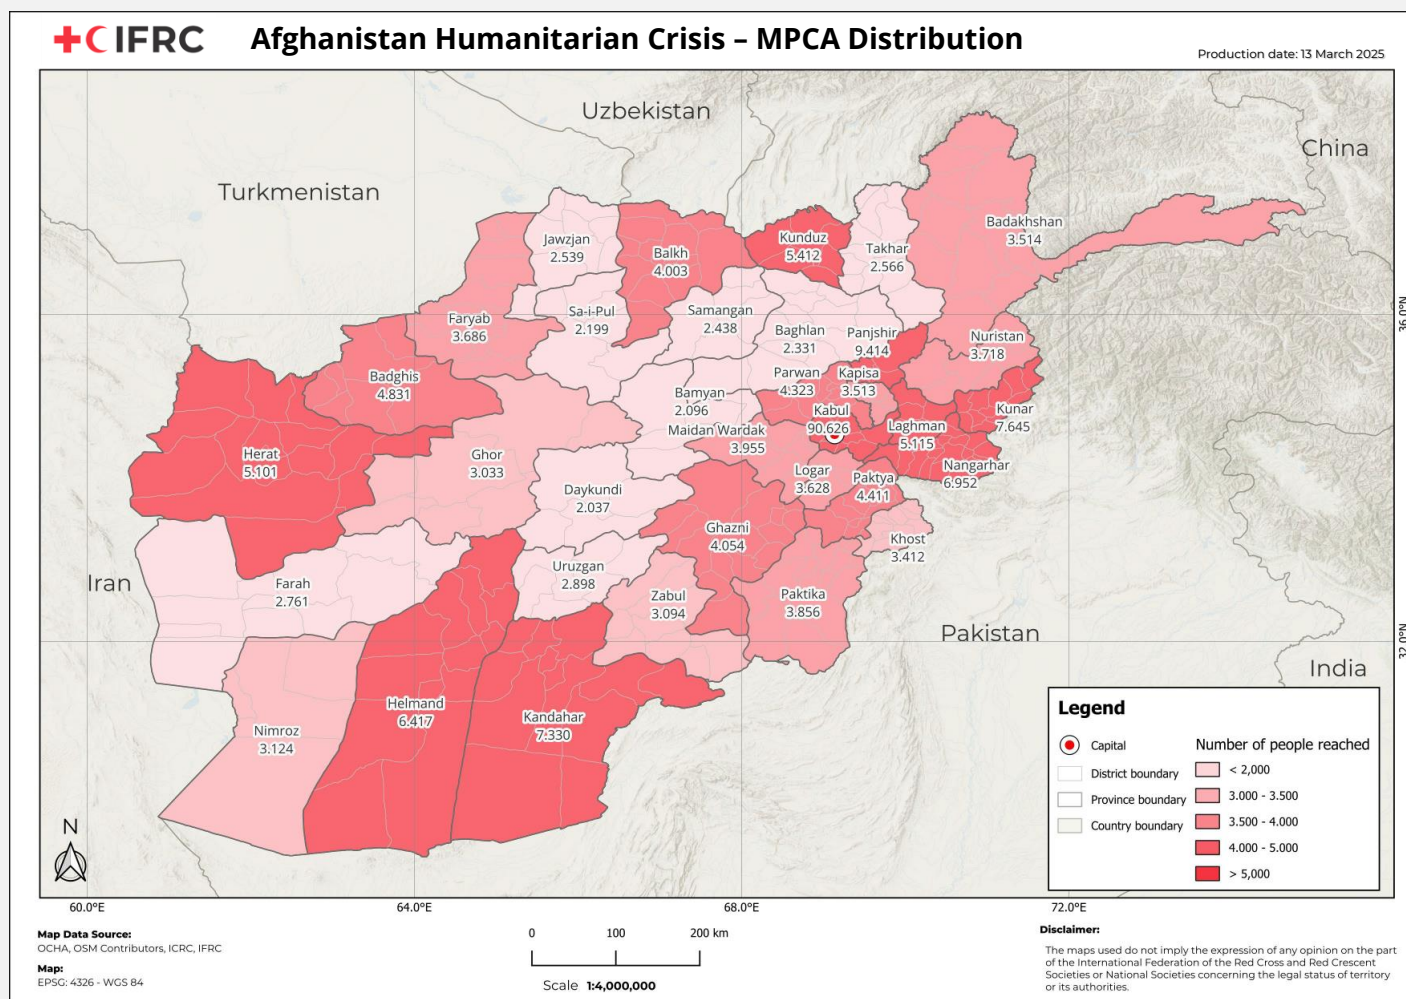 IFRC
Afghanistan Humanitarian Crisis – MPCA Distribution
Production date: 13 March 2025
Uzbekistan
China
Turkmenistan
Badakhshan
3.514
Jawzjan
2.539
Balkh
4.003
Kunduz
5.412
Takhar
2.566
Faryab
3.686
Sa-i-Pul
2.199
Samangan
2.438
Baghlan
2.331
Panjshir
9.414
Nuristan
3.718
36.0°N
Badghis
4.831
Bamyan
2.096
Parwan
4.323
Kapisa
3.513
Kabul
90.626
Kunar
7.645
Laghman
5.115
Maidan Wardak
3.955
Herat
5.101
Ghor
3.033
Nangarhar
6.952
Logar
3.628
Paktya
4.411
Daykundi
2.037
Ghazni
4.054
Khost
3.412
Iran
Farah
2.761
Uruzgan
2.898
Zabul
3.094
Paktika
3.856
Pakistan
32.0°N
India
Nimroz
3.124
Helmand
6.417
Kandahar
7.330
Legend
Capital
District boundary
Province boundary
Country boundary
Number of people reached
< 2,000
3.000 - 3.500
3.500 - 4.000
4.000 - 5.000
> 5,000
N
60.0°E
64.0°E
68.0°E
72.0°E
Map Data Source:
OCHA, OSM Contributors, ICRC, IFRC
Map:
EPSG: 4326 - WGS 84
0 100 200 km
Scale 1:4,000,000
Disclaimer:
The maps used do not imply the expression of any opinion on the part
of the International Federation of the Red Cross and Red Crescent
Societies or National Societies concerning the legal status of territory
or its authorities.